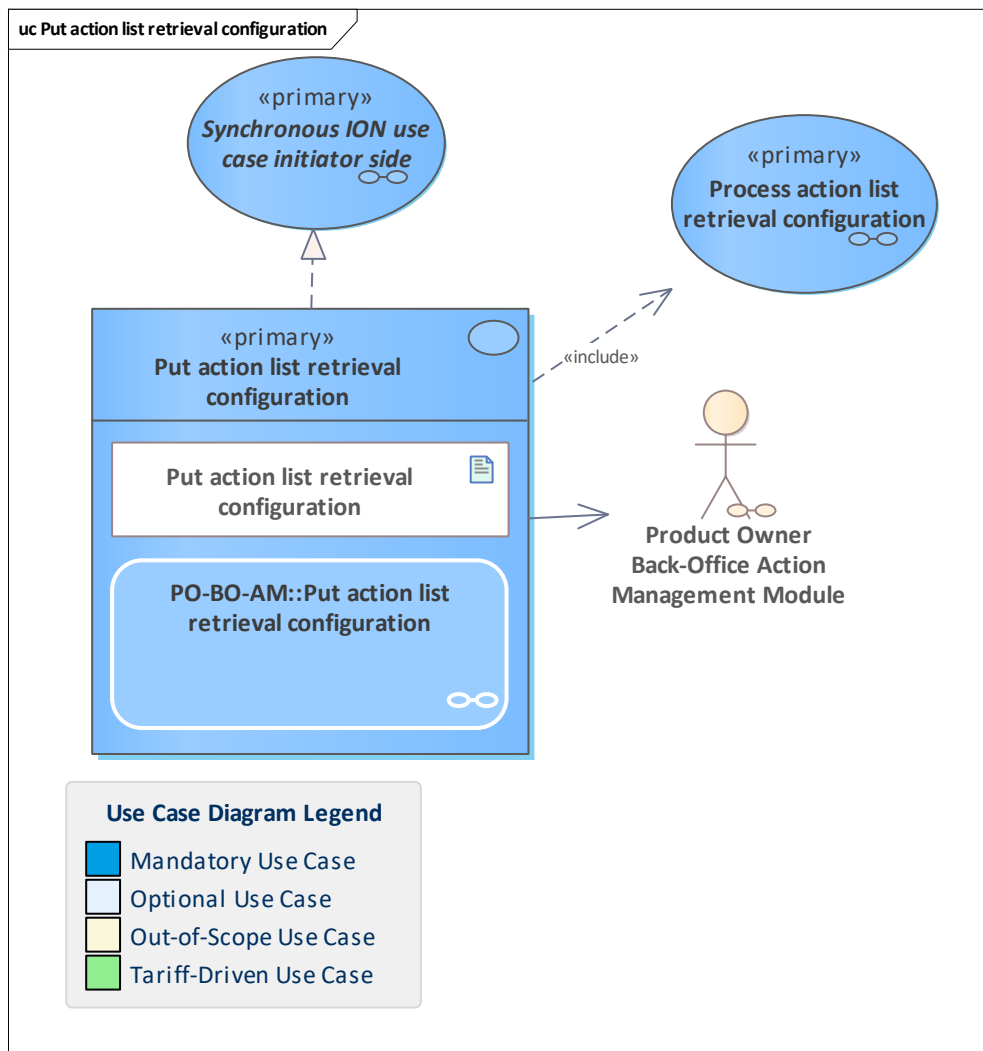 uc Put action list retrieval configuration
«primary»
Synchronous ION use
case initiator side
«primary»
Process action list
retrieval configuration
«primary»
Put action list retrieval
configuration
«include»
Put action list retrieval
configuration
Product Owner
Back-Office Action
Management Module
PO-BO-AM::Put action list
retrieval configuration
Use Case Diagram Legend
Mandatory Use Case
Optional Use Case
Out-of-Scope Use Case
Tariff-Driven Use Case